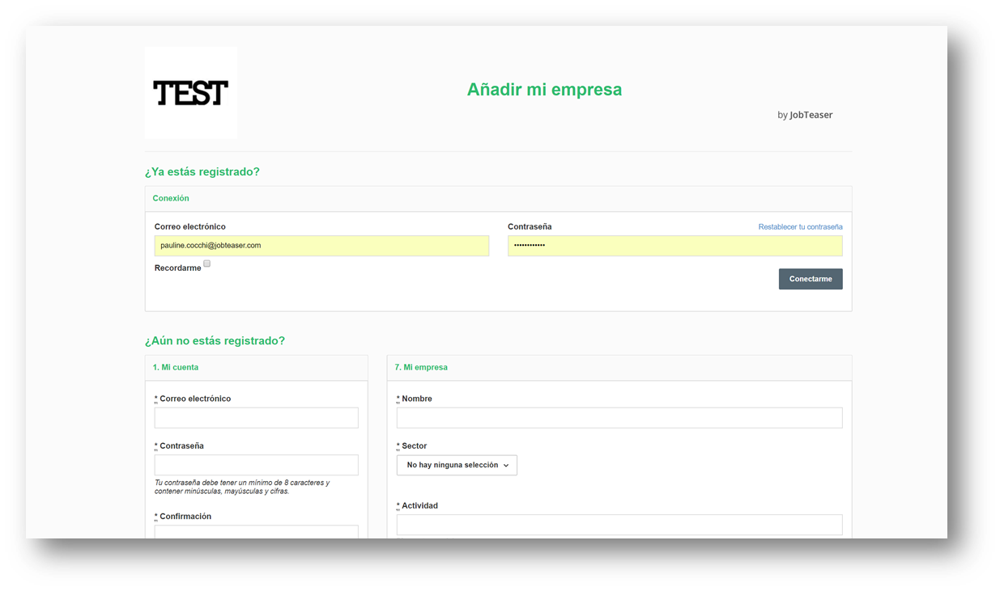 TEST
Añadir mi empresa
by JobTeaser
¿Ya estás registrado?
Conexión
Correo electrónico
Contraseña
Restablecer tu contraseña
pauline.cocchi@jobteaser.com
••••••••••••
Recordarme
Conectarme
¿Aún no estás registrado?
1. Mi cuenta
7. Mi empresa
* Correo electrónico
* Nombre
* Contraseña
* Sector
No hay ninguna selección
Tu contraseña debe tener un mínimo de 8 caracteres y
contener minúsculas, mayúsculas y cifras.
* Actividad
* Confirmación